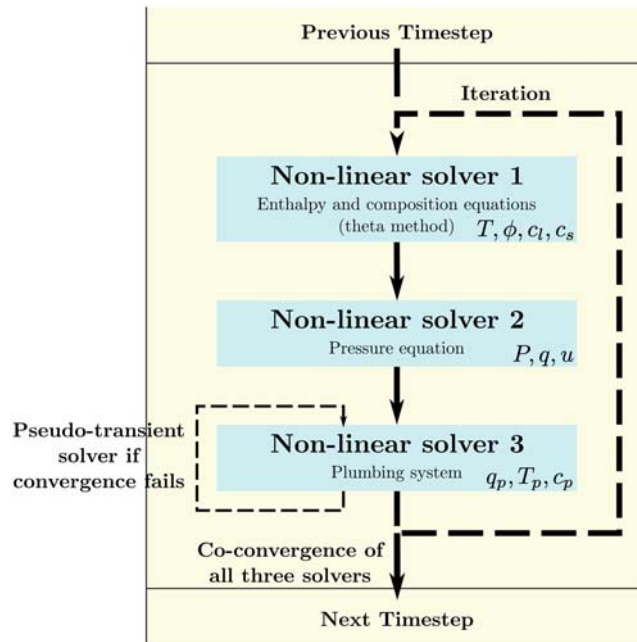 Previous Timestep
Iteration
Non-linear solver 1
Enthalpy and composition equations
(theta method)
T, ϕ, c_l, c_s
Non-linear solver 2
Pressure equation
P, q, u
Pseudo-transient
solver if
convergence fails
Non-linear solver 3
Plumbing system
q_p, T_p, c_p
Co-convergence of
all three solvers
Next Timestep